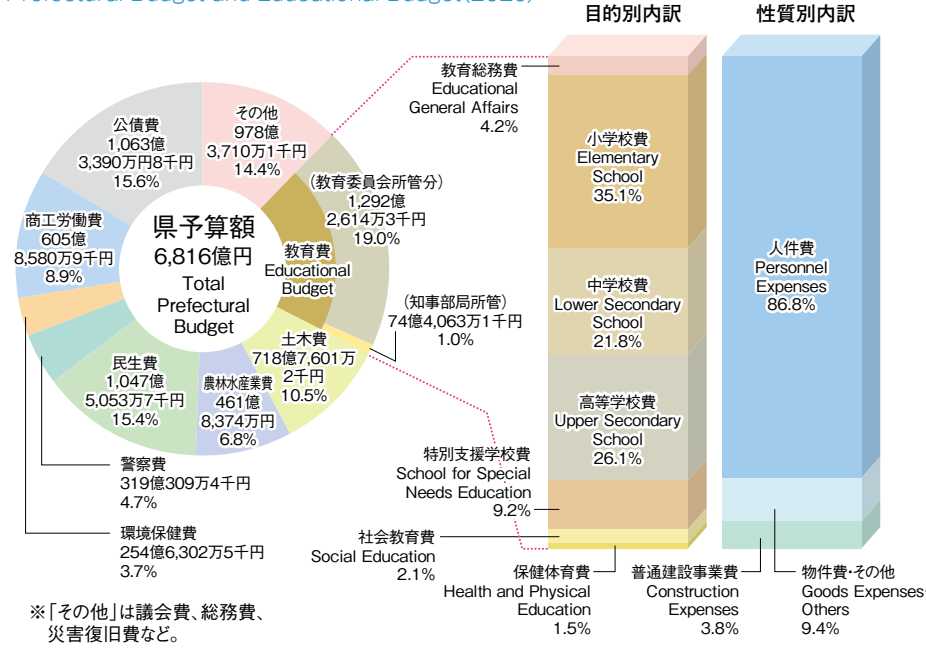 Prefectural Budget and Educational Budget(2023)
目的別内訳
性質別内訳
その他
978億
3,710万1千円
14.4%
(教育委員会所管分)
1,292億
2,614万3千円
19.0%
教育費
Educational
Budget
(知事部局所管)
74億4,063万1千円
1.0%
土木費
718億7,601万
2千円
10.5%
農林水産業費
461億
8,374万円
6.8%
民生費
1,047億
5,053万7千円
15.4%
警察費
319億309万4千円
4.7%
環境保健費
254億6,302万5千円
3.7%
商工労働費
605億
8,580万9千円
8.9%
公債費
1,063億
3,390万円8千円
15.6%
県予算額
6,816億円
Total
Prefectural
Budget
※「その他」は議会費、総務費、
災害復旧費など。
教育総務費
Educational
General Affairs
4.2%
小学校費
Elementary
School
35.1%
中学校費
Lower Secondary
School
21.8%
高等学校費
Upper Secondary
School
26.1%
特別支援学校費
School for Special
Needs Education
9.2%
社会教育費
Social Education
2.1%
保健体育費
Health and Physical
Education
1.5%
人件費
Personnel
Expenses
86.8%
普通建設事業費
Construction
Expenses
3.8%
物件費・その他
Goods Expenses・
Others
9.4%